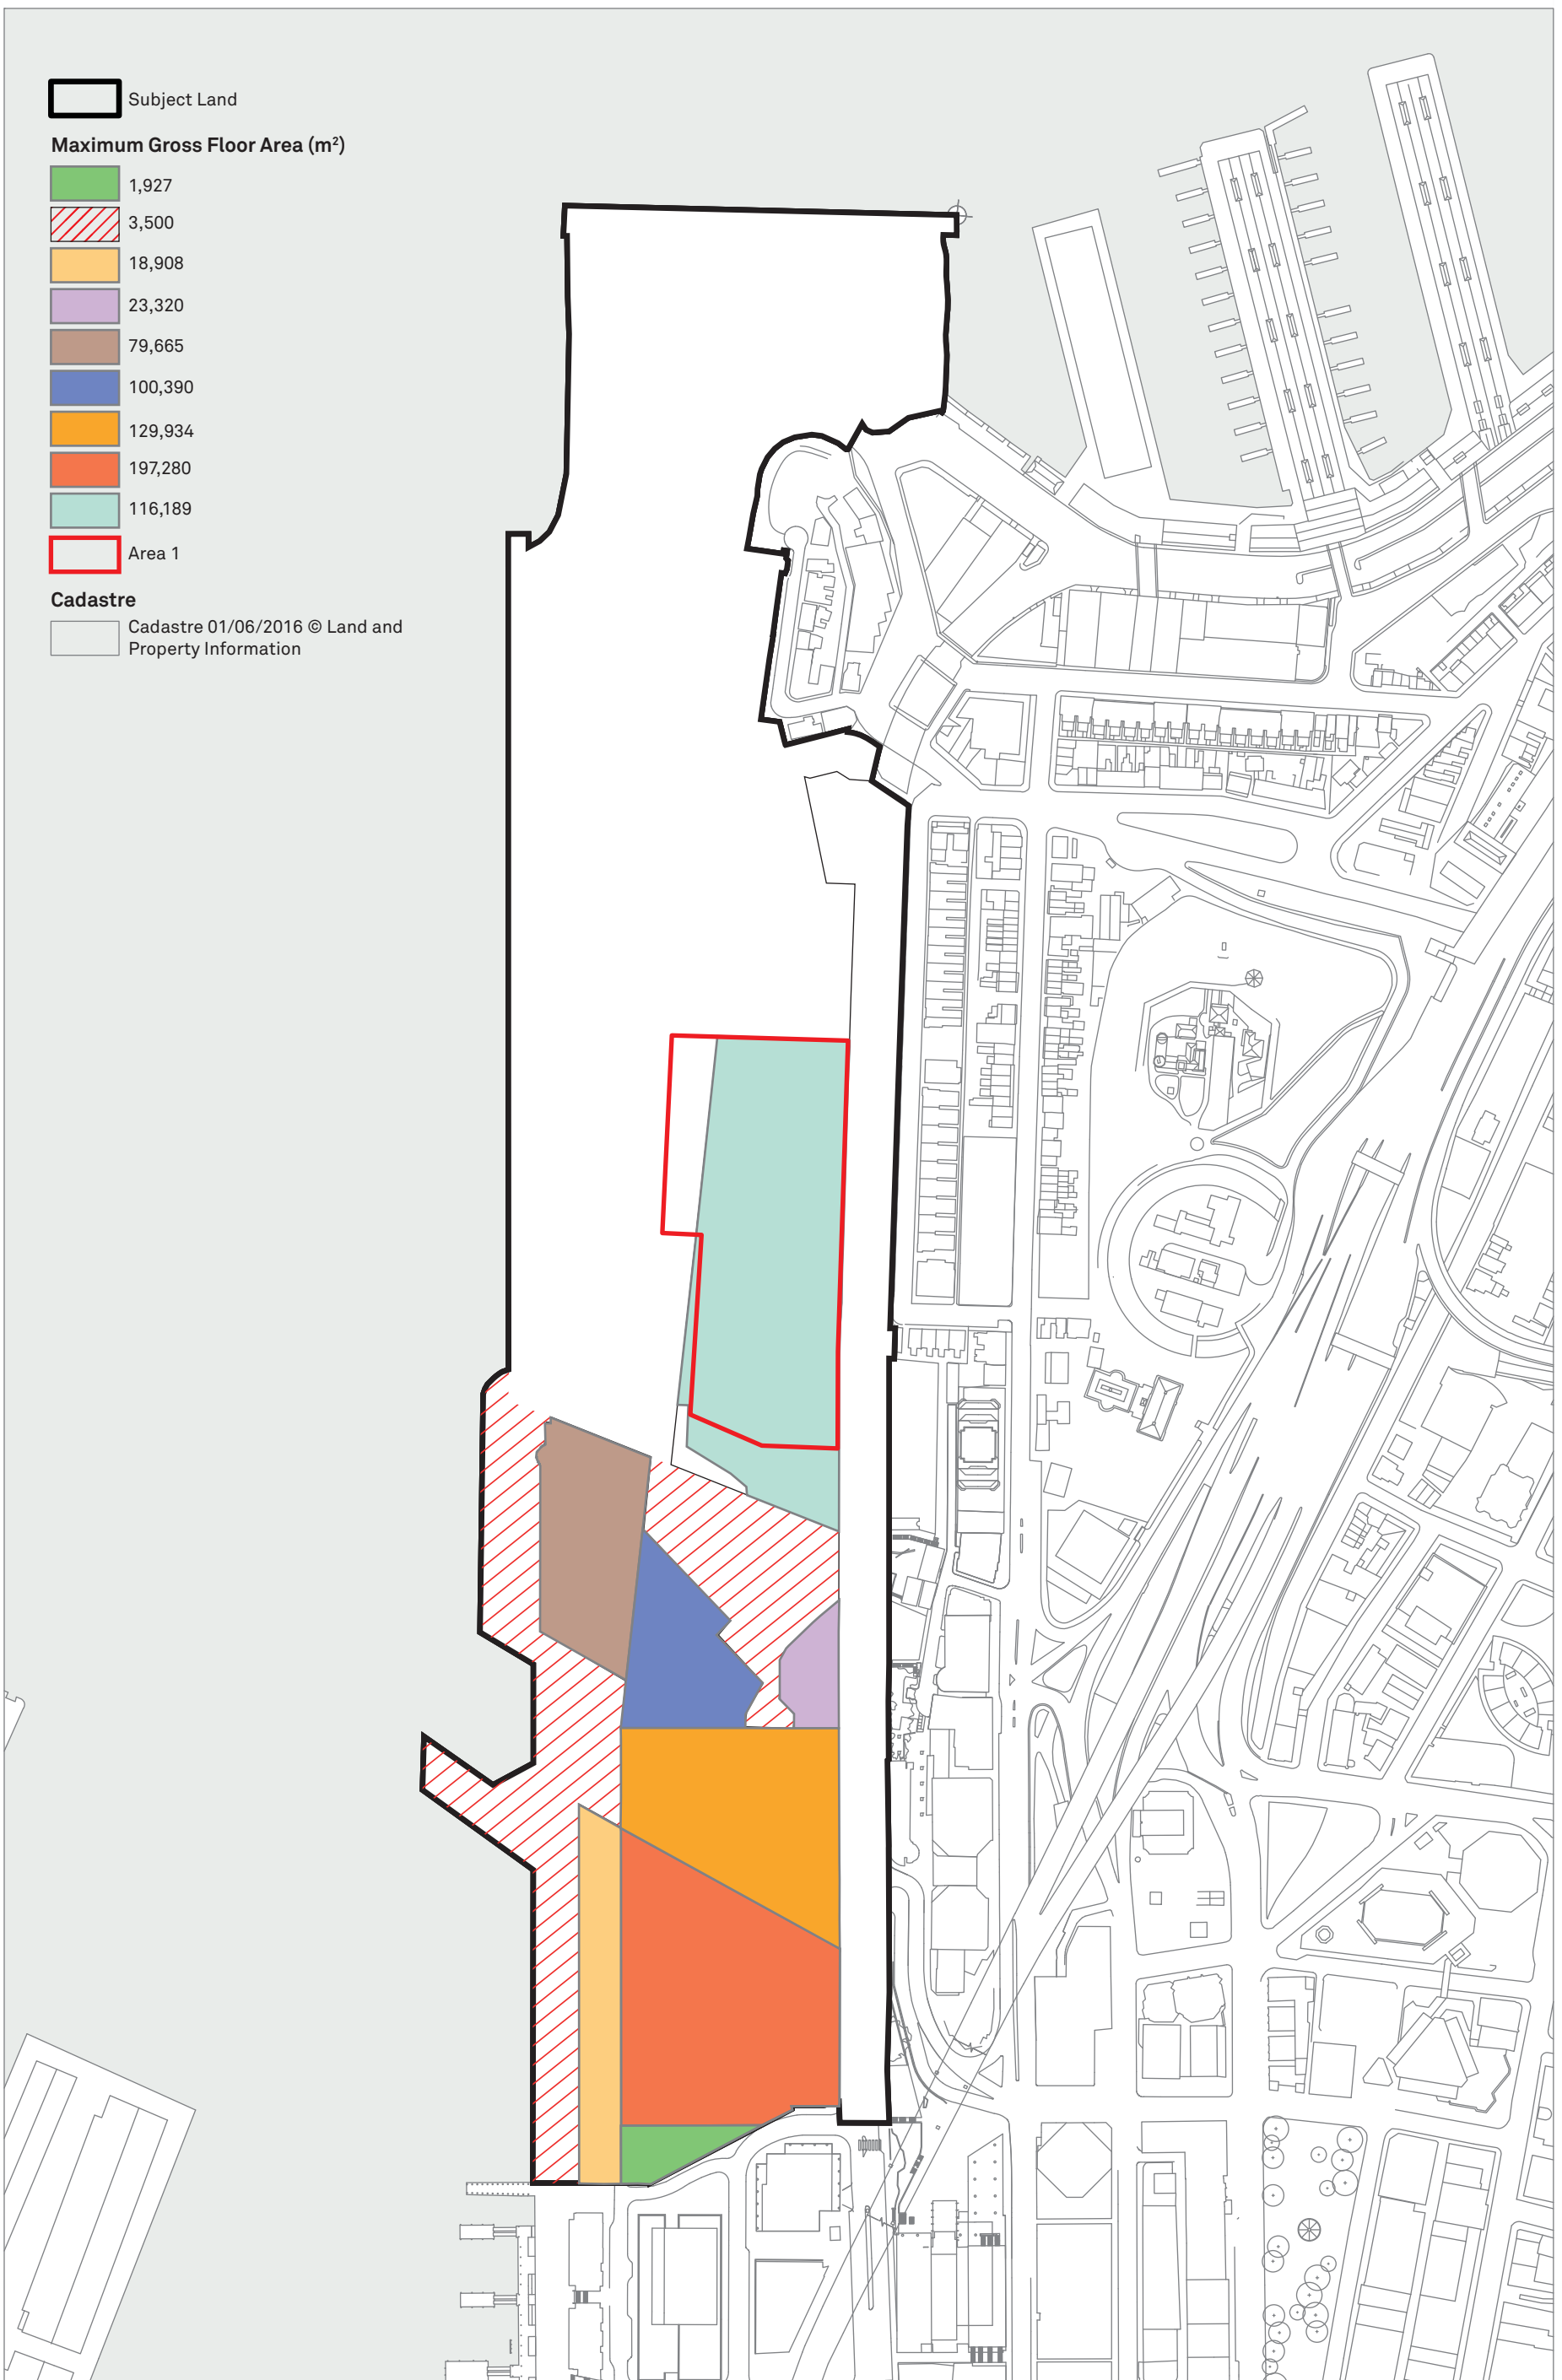 Subject Land
Maximum Gross Floor Area (m²)
1,927
3,500
18,908
23,320
79,665
100,390
129,934
197,280
116,189
Area 1
Cadastre
Cadastre 01/06/2016 © Land and
Property Information